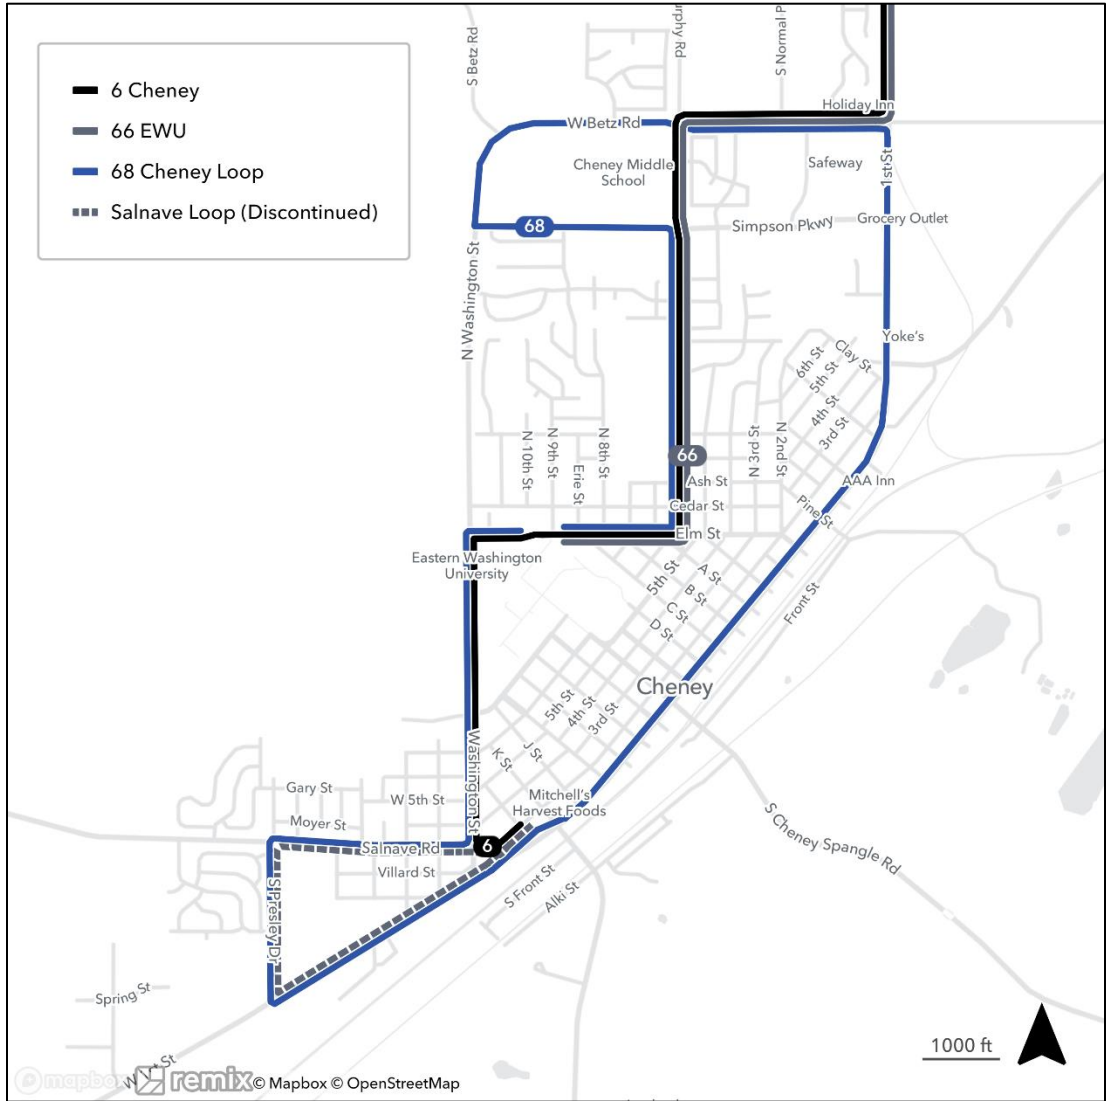 S Betz Rd
urphy Rd
S Normal P
6 Cheney
66 EWU
68 Cheney Loop
Salnave Loop (Discontinued)
Holiday Inn
W Betz Rd
Cheney Middle
School
Safeway
1st St
Simpson Pkwy
Grocery Outlet
68
N Washington St
Yoke's
6th St
Clay St
5th St
4th St
3rd St
N 10th St
N 9th St
Erie St
N 8th St
66
N 3rd St
N 2nd St
Ash St
AAA Inn
Cedar St
Pine St
Elm St
Eastern Washington
University
5th St
A St
B St
C St
D St
Front St
Cheney
5th St
4th St
3rd St
J St
K St
Washington St
Gary St
W 5th St
Moyer St
Mitchell's
Harvest Foods
Salnave Rd
6
Villard St
S Front St
Alki St
S Cheney Spangle Rd
S Presley Dr
Spring St
W 1st St
1000 ft
mapbox
remix
© Mapbox © OpenStreetMap